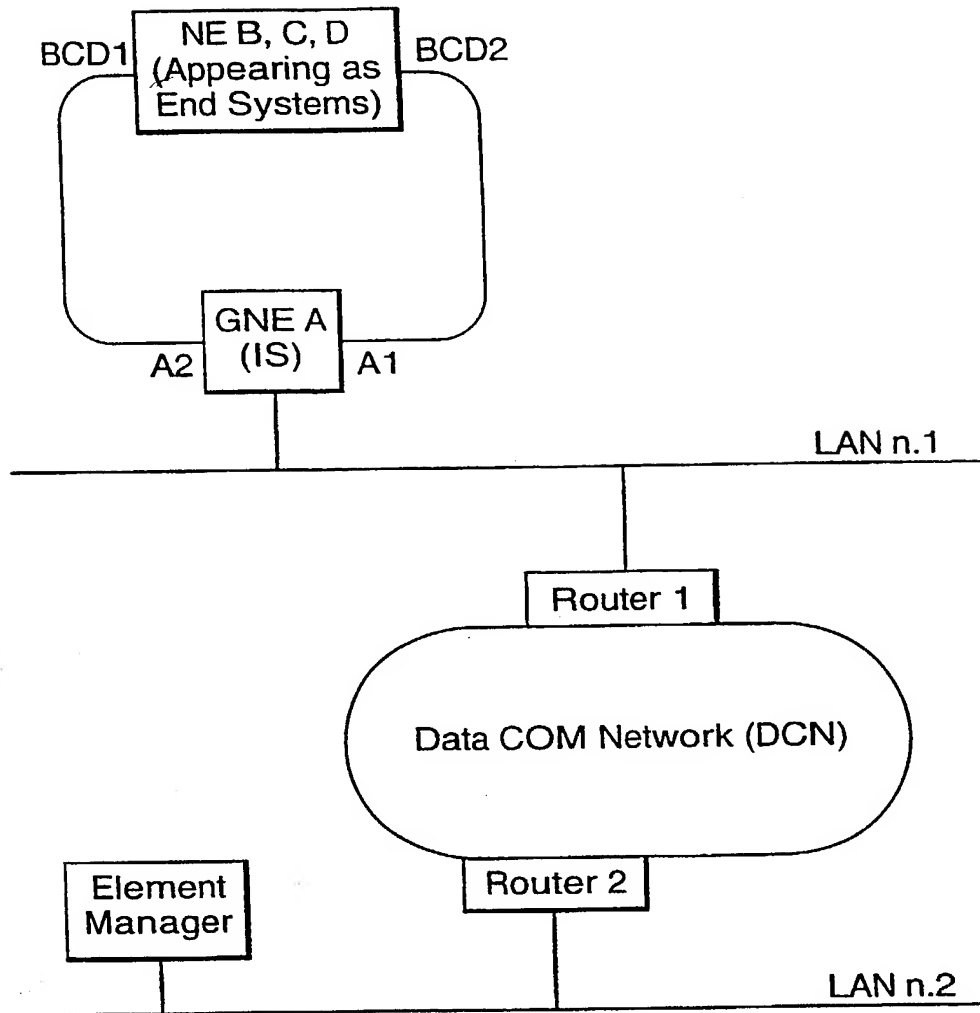 BCD1
NE B, C, D
(Appearing as
End Systems)
BCD2
GNE A
(IS)
A2
A1
LAN n.1
Router 1
Data COM Network (DCN)
Router 2
Element
Manager
LAN n.2